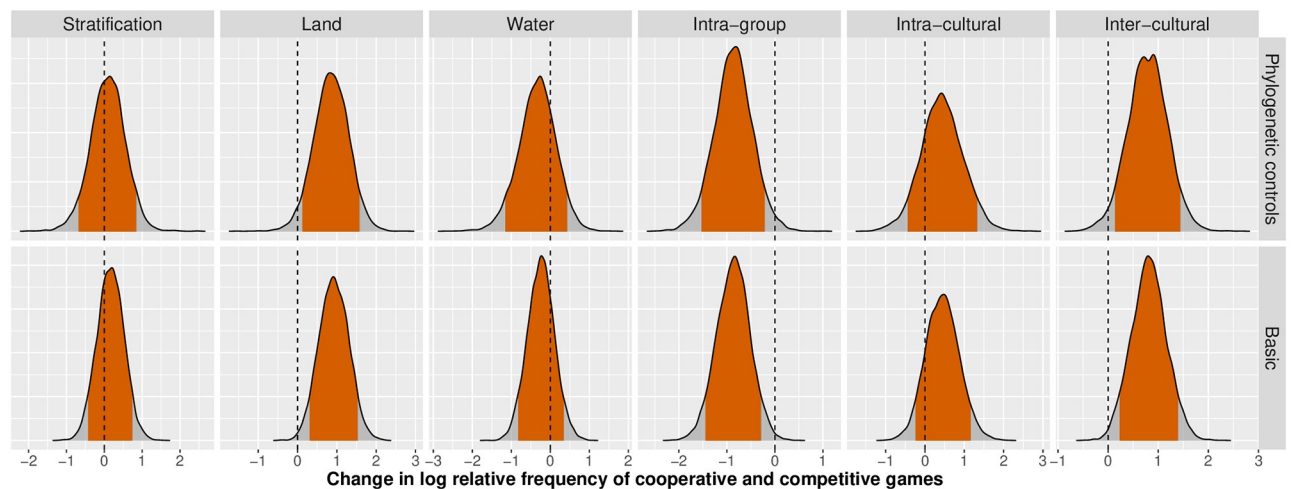 Stratification Land Water Intra−group Intra−cultural Inter−cultural
Phylogenetic controls
Basic
−2 −1 0 1 2 −1 0 1 2 3 −3 −2 −1 0 1 2 −2 −1 0 1 −1 0 1 2 3 −1 0 1 2 3
Change in log relative frequency of cooperative and competitive games